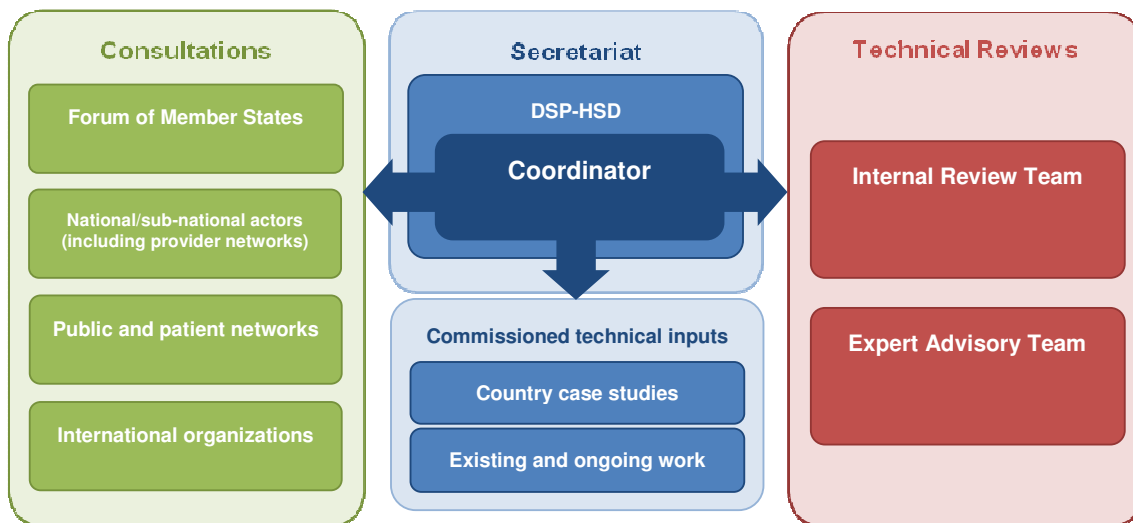 Consultations
Forum of Member States
National/sub-national actors
(including provider networks)
Public and patient networks
International organizations
Secretariat
DSP-HSD
Coordinator
Commissioned technical inputs
Country case studies
Existing and ongoing work
Technical Reviews
Internal Review Team
Expert Advisory Team